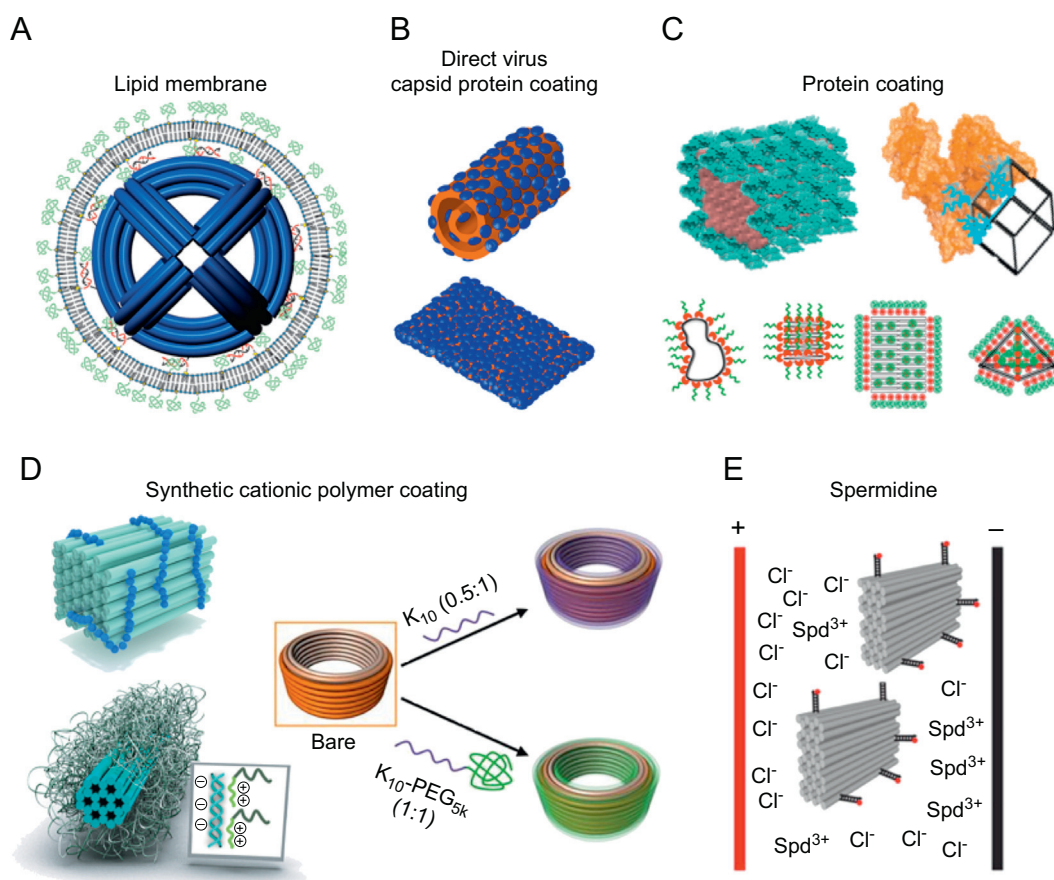 A
Lipid membrane
B
Direct virus
capsid protein coating
C
Protein coating
D
Synthetic cationic polymer coating
K₁₀ (0.5:1)
Bare
K₁₀-PEG₅ₖ
(1:1)
− + +
−
− + +
E
Spermidine
+ −
Cl⁻ Cl⁻
Cl⁻
Cl⁻ Spd³⁺
Cl⁻ Cl⁻
Cl⁻ Cl⁻
Cl⁻ Spd³⁺
Cl⁻ Spd³⁺
Cl⁻ Spd³⁺
Spd³⁺ Cl⁻ Cl⁻ Cl⁻